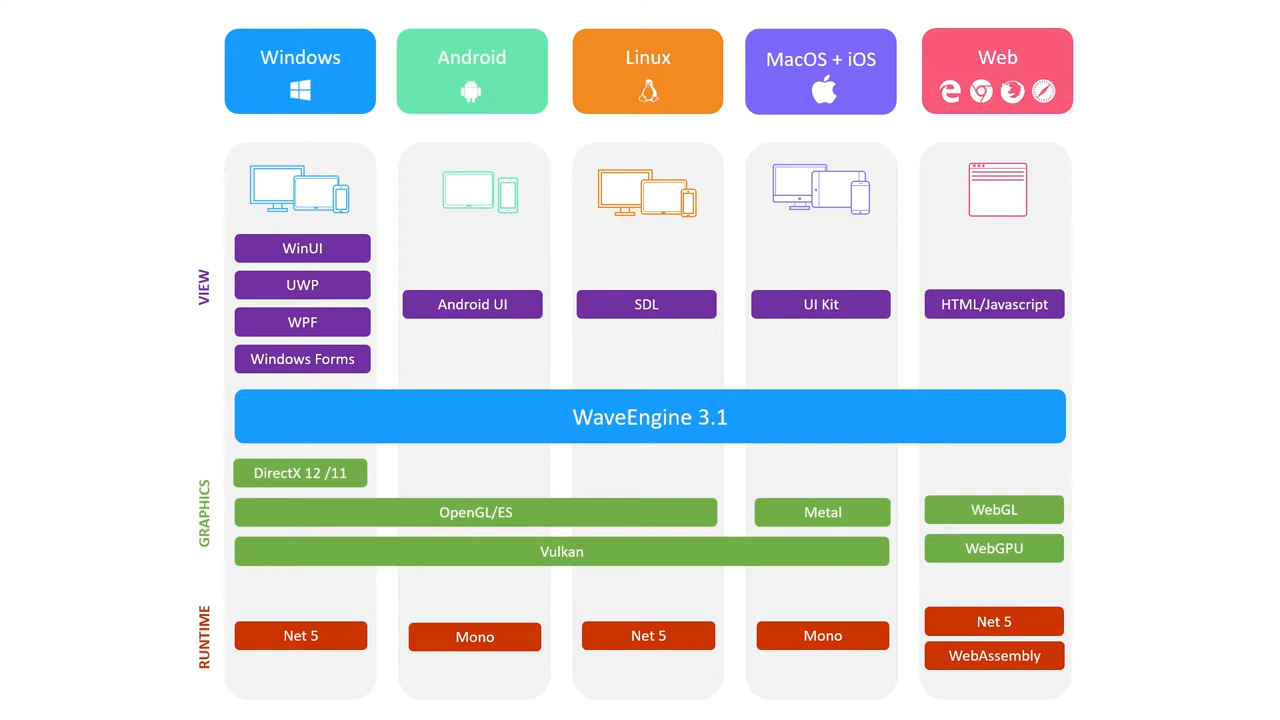 Windows
Android
Linux
MacOS + iOS
Web
VIEW
WinUI
UWP
WPF
Windows Forms
Android UI
SDL
UI Kit
HTML/Javascript
WaveEngine 3.1
GRAPHICS
DirectX 12 /11
OpenGL/ES
Metal
WebGL
Vulkan
WebGPU
RUNTIME
Net 5
Mono
Net 5
Mono
Net 5
WebAssembly